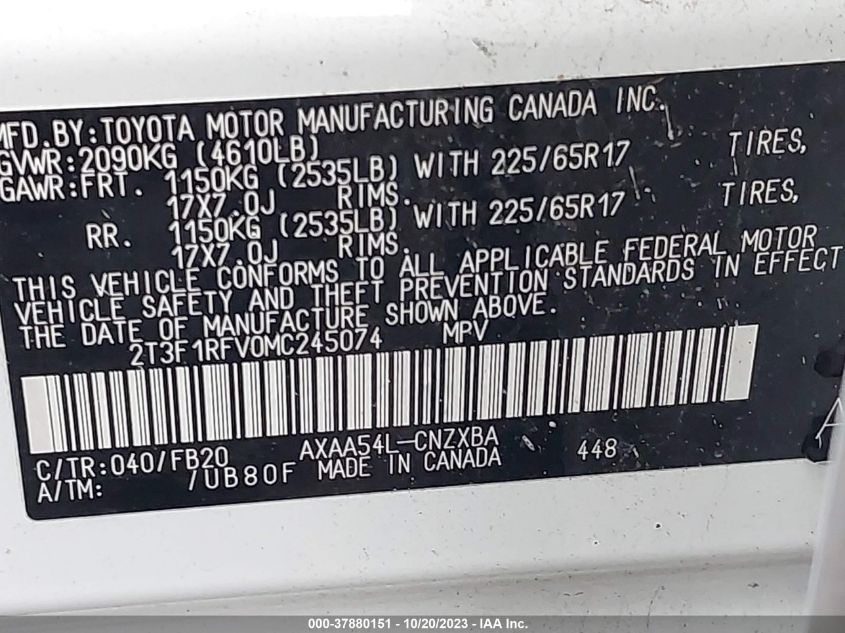 MFD. BY: TOYOTA MOTOR MANUFACTURING CANADA INC.
GVWR: 2090KG (4610LB)
GAWR: FRT. 1150KG (2535LB) WITH 225/65R17 TIRES,
17X7.0J RIMS.
RR. 1150KG (2535LB) WITH 225/65R17 TIRES,
17X7.0J RIMS.
THIS VEHICLE CONFORMS TO ALL APPLICABLE FEDERAL MOTOR
VEHICLE SAFETY AND THEFT PREVENTION STANDARDS IN EFFECT
THE DATE OF MANUFACTURE SHOWN ABOVE.
2T3F1RFV0MC245074 MPV
C/TR: 040/FB20 AXAA54L-CNZXBA 448
A/TM: /UB80F MADE IN CANADA
A
000-37880151 - 10/20/2023 - IAA Inc.